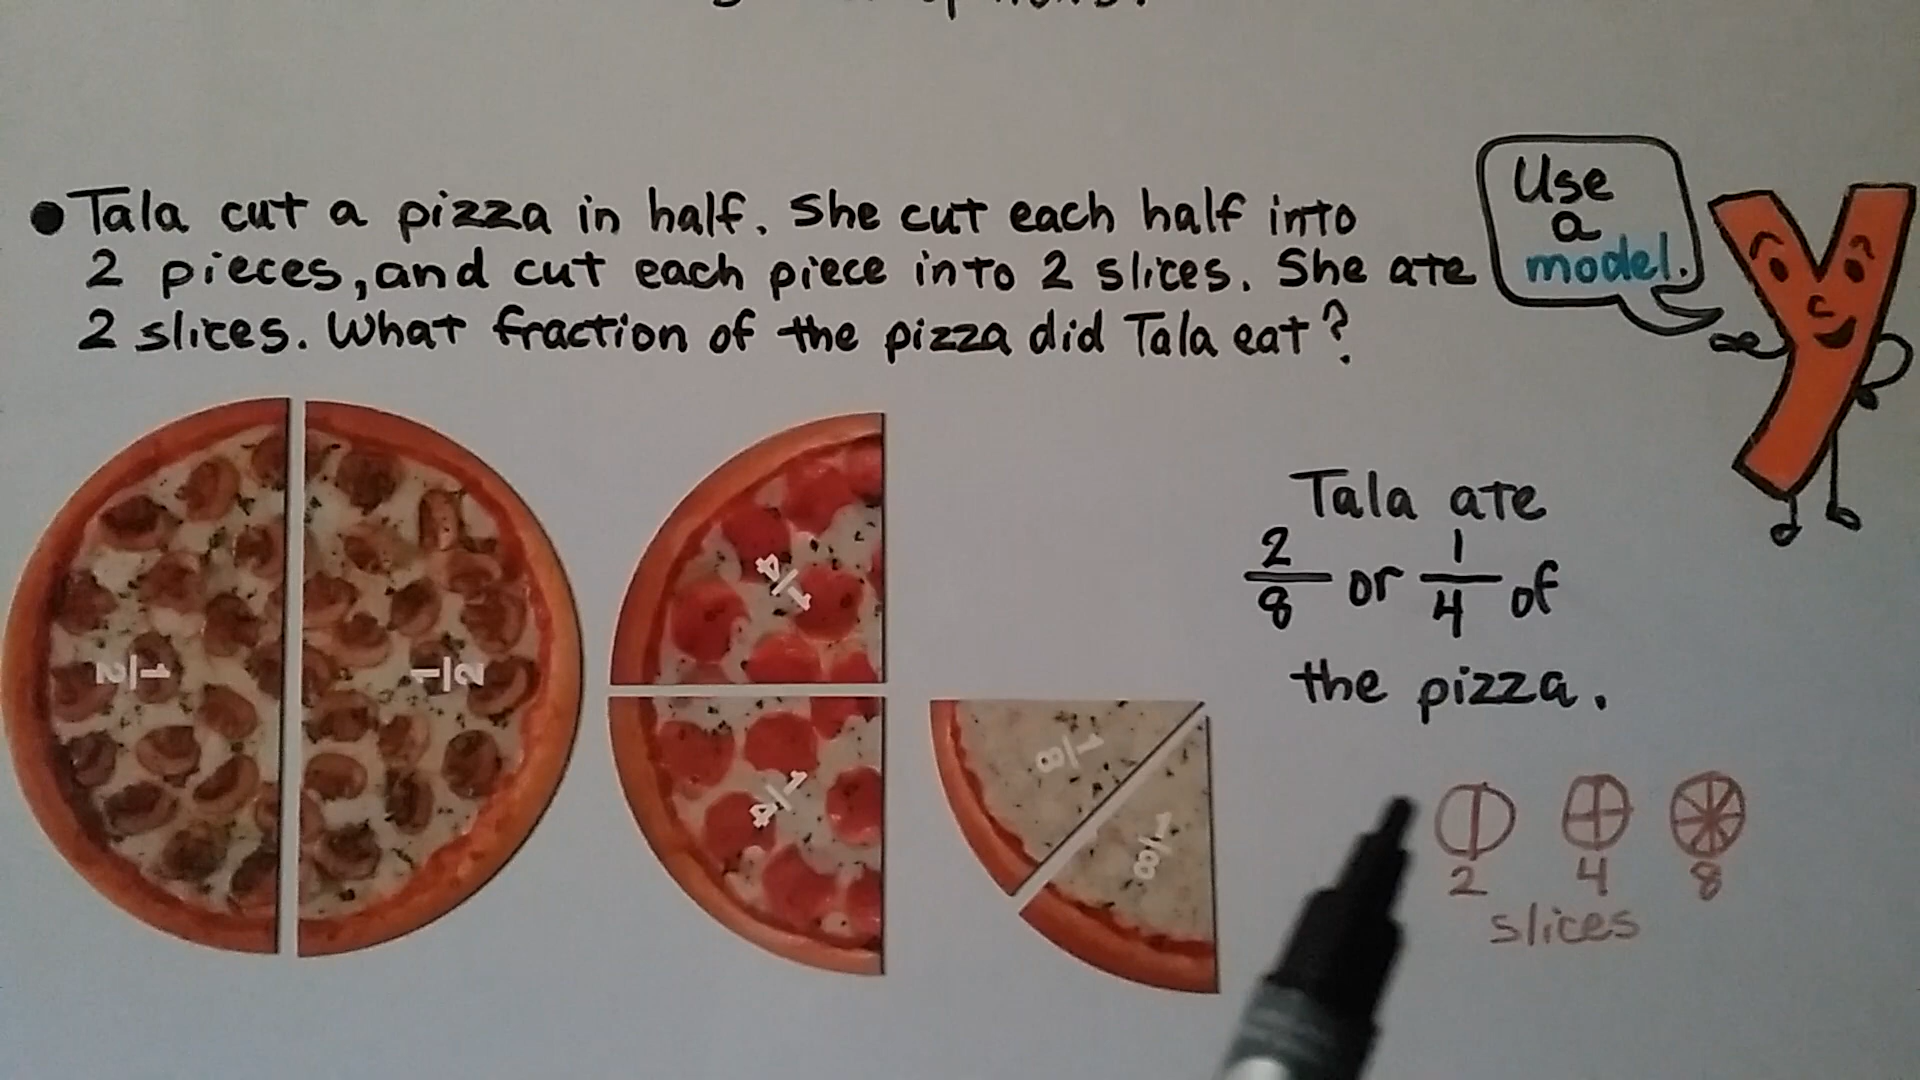 Tala cut a pizza in half. She cut each half into
2 pieces, and cut each piece into 2 slices. She ate
2 slices. What fraction of the pizza did Tala eat?
Use
a
model.
1/2
1/2
1/4
1/4
1/8
1/8
Tala ate
2/8 or 1/4 of
the pizza.
2 4 8
slices